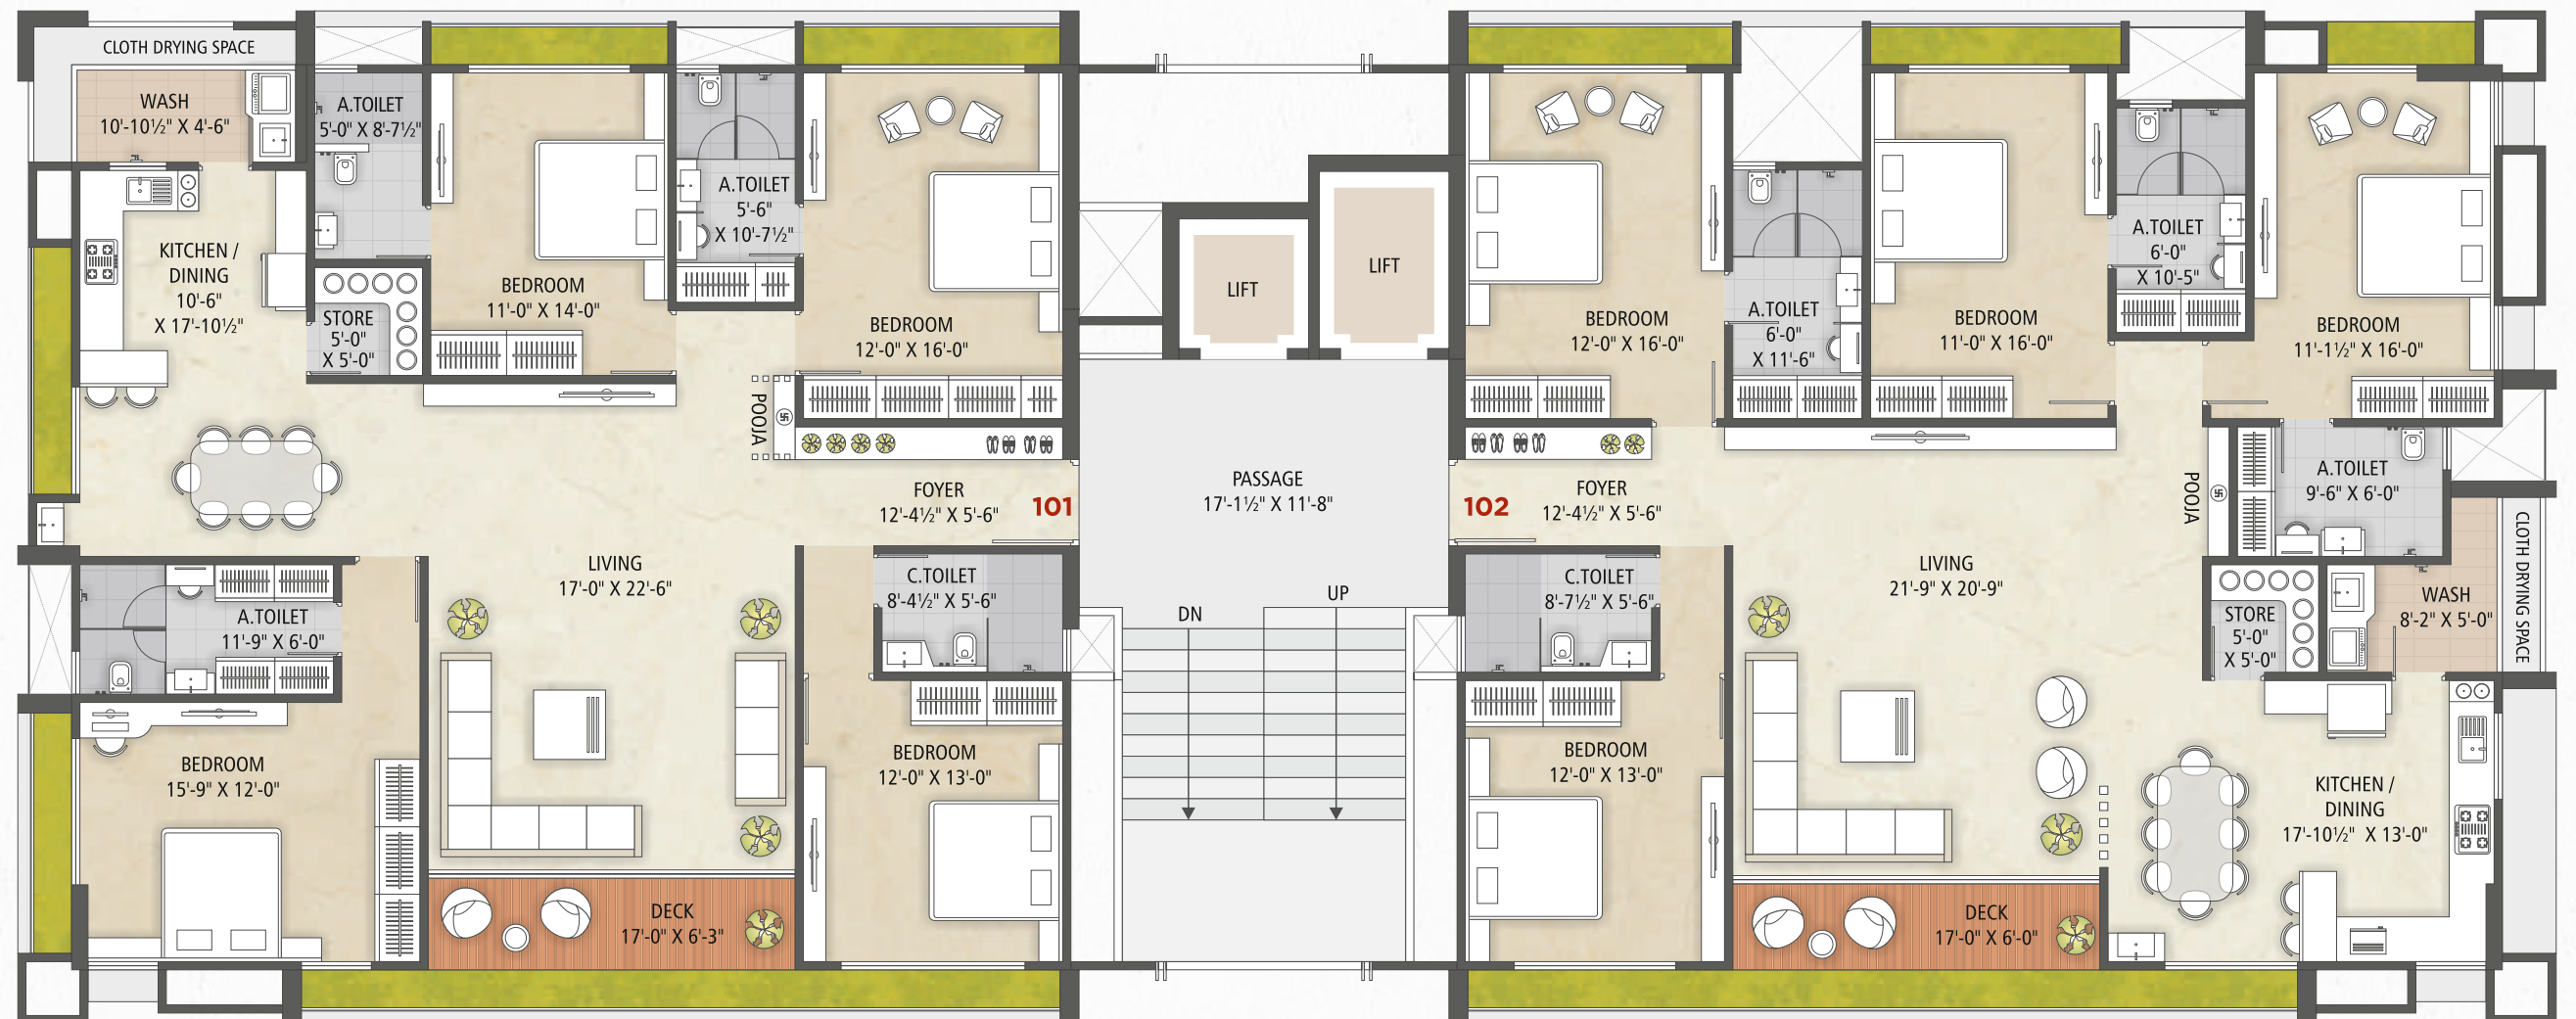 CLOTH DRYING SPACE
WASH
10'-10½" X 4'-6"
A.TOILET
5'-0" X 8'-7½"
KITCHEN /
DINING
10'-6"
X 17'-10½"
STORE
5'-0"
X 5'-0"
BEDROOM
11'-0" X 14'-0"
A.TOILET
5'-6"
X 10'-7½"
BEDROOM
12'-0" X 16'-0"
POOJA
FOYER
12'-4½" X 5'-6"
101
LIVING
17'-0" X 22'-6"
A.TOILET
11'-9" X 6'-0"
C.TOILET
8'-4½" X 5'-6"
BEDROOM
15'-9" X 12'-0"
BEDROOM
12'-0" X 13'-0"
DECK
17'-0" X 6'-3"
LIFT
LIFT
PASSAGE
17'-1½" X 11'-8"
DN
UP
BEDROOM
12'-0" X 16'-0"
A.TOILET
6'-0"
X 11'-6"
BEDROOM
11'-0" X 16'-0"
A.TOILET
6'-0"
X 10'-5"
BEDROOM
11'-1½" X 16'-0"
102
FOYER
12'-4½" X 5'-6"
POOJA
A.TOILET
9'-6" X 6'-0"
CLOTH DRYING SPACE
C.TOILET
8'-7½" X 5'-6"
LIVING
21'-9" X 20'-9"
STORE
5'-0"
X 5'-0"
WASH
8'-2" X 5'-0"
BEDROOM
12'-0" X 13'-0"
KITCHEN /
DINING
17'-10½" X 13'-0"
DECK
17'-0" X 6'-0"